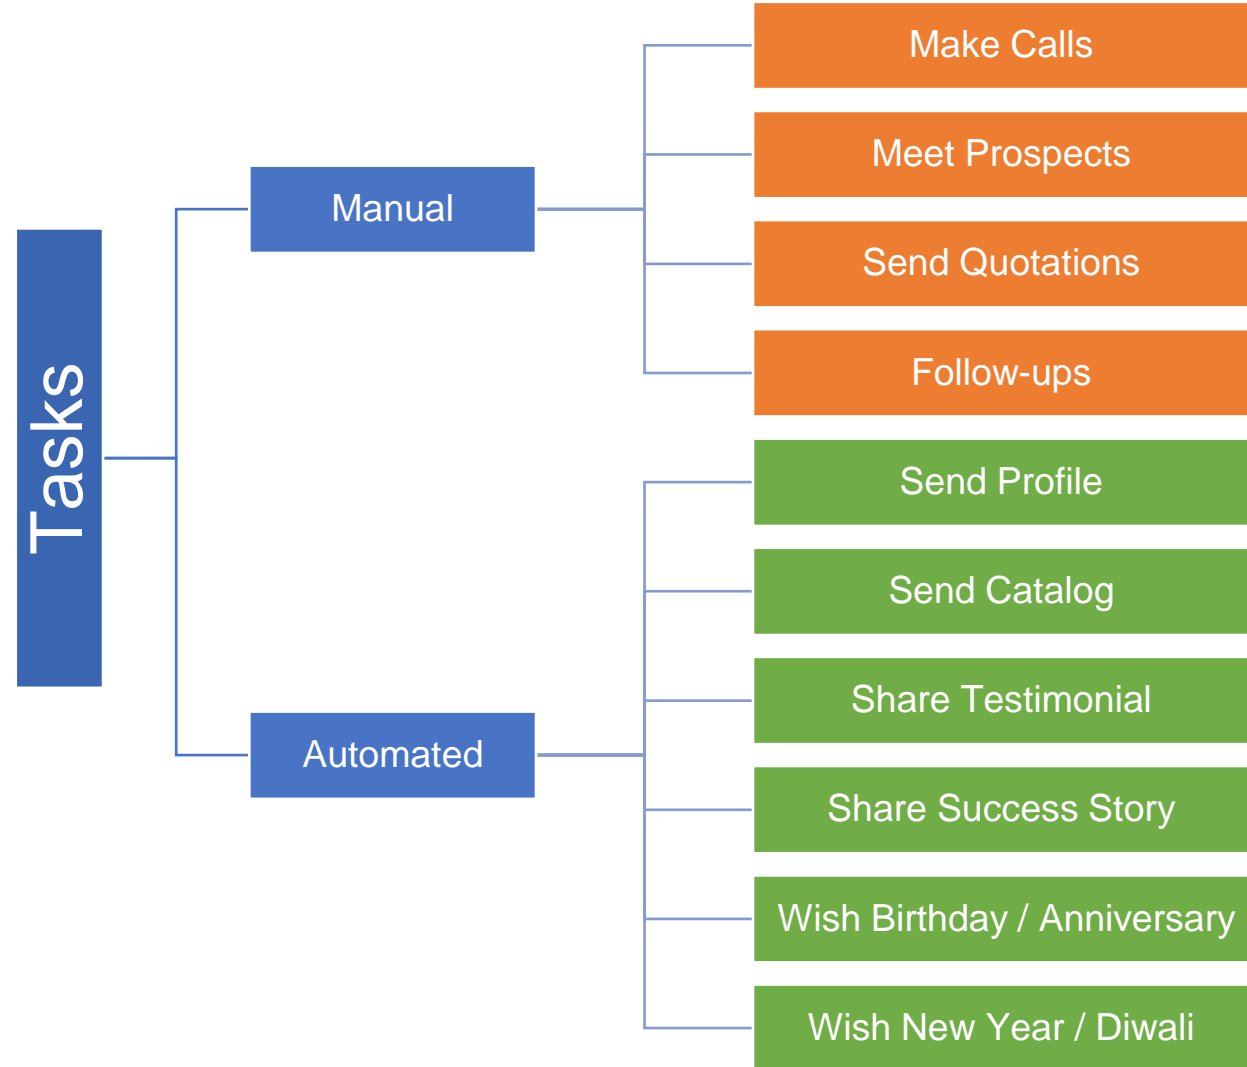 Tasks
Manual
Make Calls
Meet Prospects
Send Quotations
Follow-ups
Automated
Send Profile
Send Catalog
Share Testimonial
Share Success Story
Wish Birthday / Anniversary
Wish New Year / Diwali